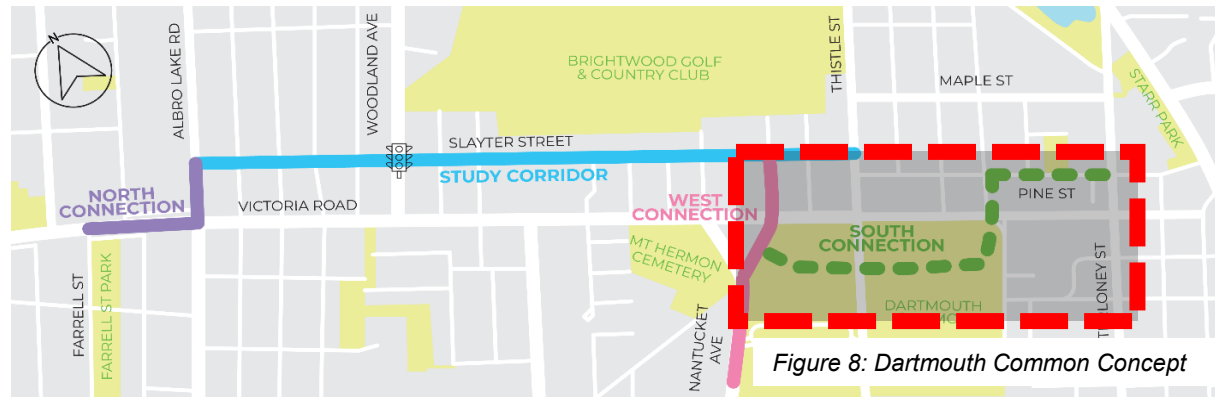 N
ALBRO LAKE RD
WOODLAND AVE
BRIGHTWOOD GOLF
& COUNTRY CLUB
THISTLE ST
MAPLE ST
STARR PARK
SLAYTER STREET
STUDY CORRIDOR
NORTH
CONNECTION
VICTORIA ROAD
WEST
CONNECTION
PINE ST
SOUTH
CONNECTION
MT HERMON
CEMETERY
FARRELL ST
FARRELL ST PARK
NANTUCKET
AVE
DARTMOUTH
LONEY ST
Figure 8: Dartmouth Common Concept